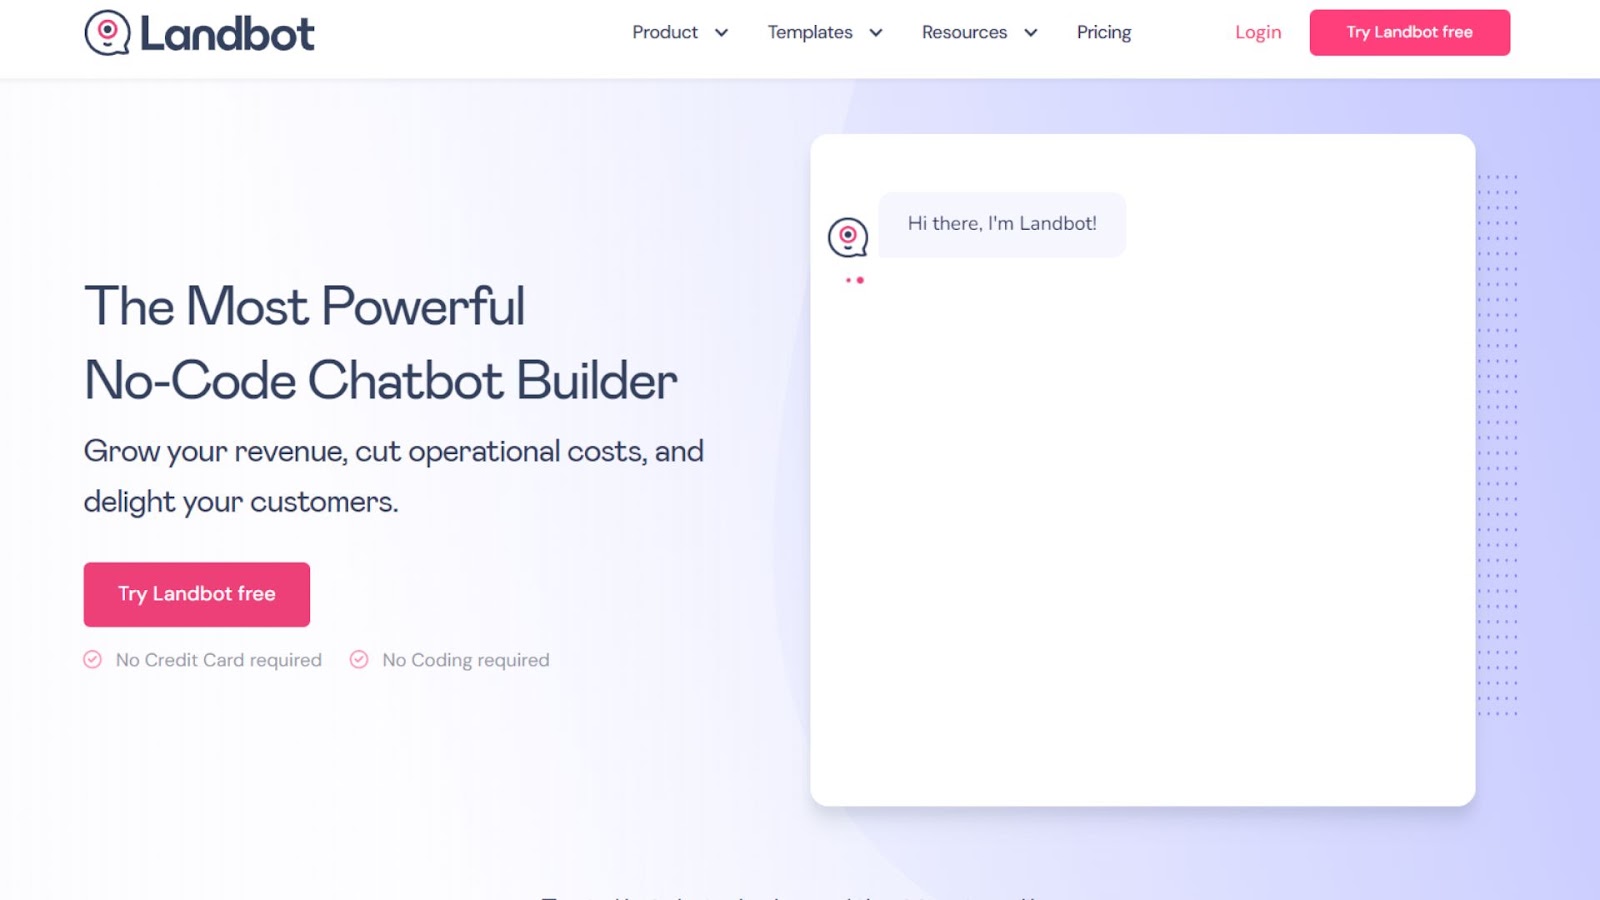 Landbot
Product
Templates
Resources
Pricing
Login
Try Landbot free
Hi there, I'm Landbot!
The Most Powerful
No-Code Chatbot Builder
Grow your revenue, cut operational costs, and
delight your customers.
Try Landbot free
No Credit Card required
No Coding required